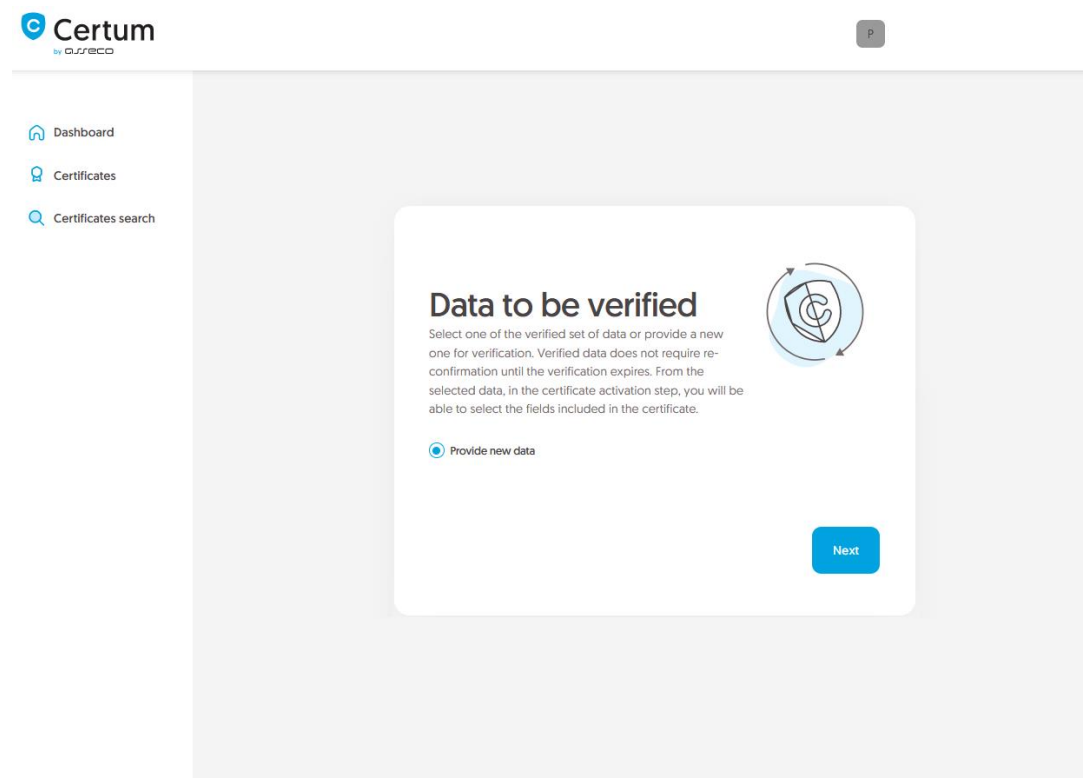 Certum
by asseco
P
Dashboard
Certificates
Certificates search
Data to be verified
Select one of the verified set of data or provide a new
one for verification. Verified data does not require re-
confirmation until the verification expires. From the
selected data, in the certificate activation step, you will be
able to select the fields included in the certificate.
Provide new data
Next